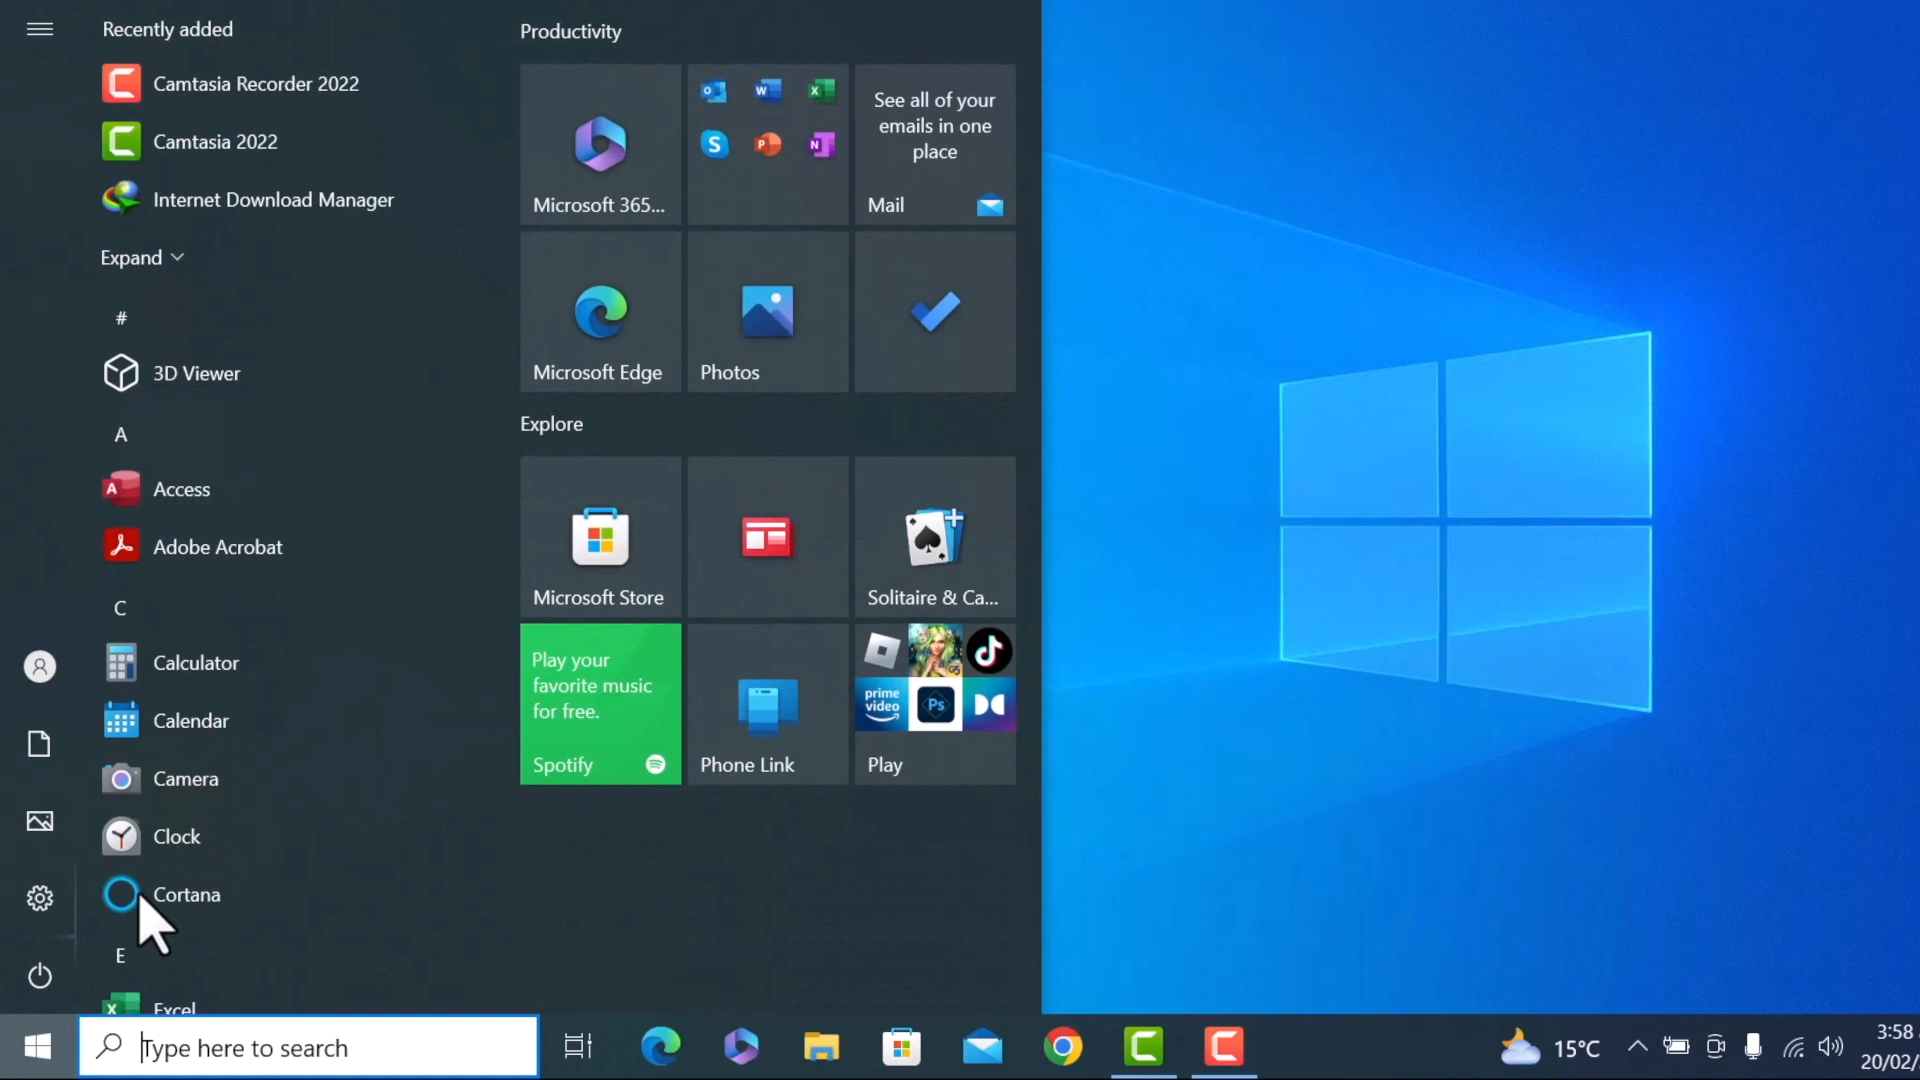 Recently added
Camtasia Recorder 2022
Camtasia 2022
Internet Download Manager
Expand
#
3D Viewer
A
Access
Adobe Acrobat
C
Calculator
Calendar
Camera
Clock
Cortana
E
Excel
Productivity
Microsoft 365...
See all of your
emails in one
place
Mail
Microsoft Edge
Photos
Explore
Microsoft Store
Solitaire & Ca...
Play your
favorite music
for free.
Spotify
Phone Link
prime
video
Ps
Play
Type here to search
15°C
3:58
20/02/